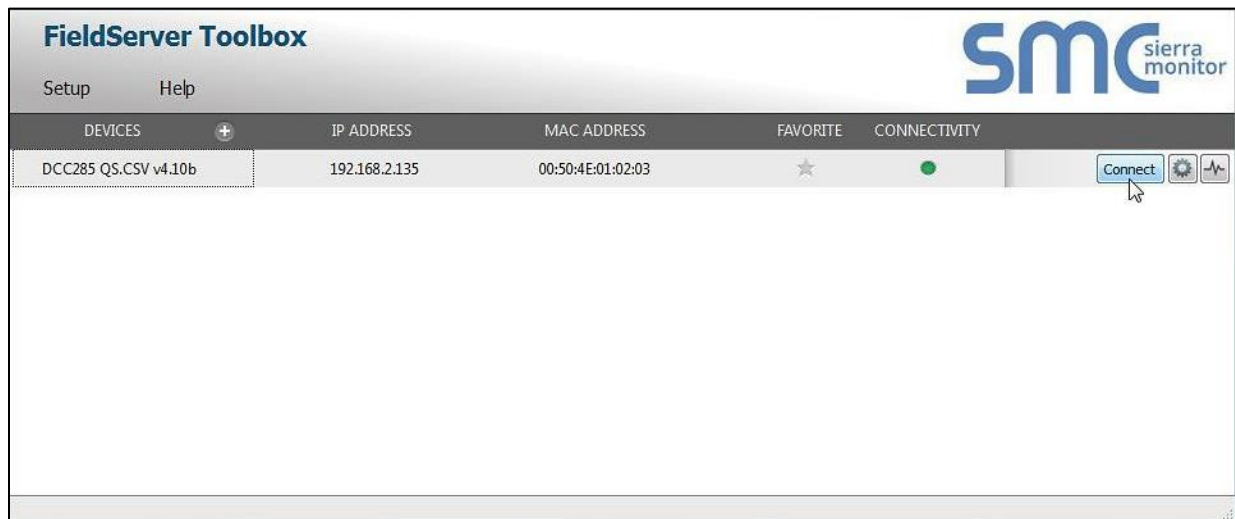 FieldServer Toolbox
SMC sierra monitor
Setup Help
DEVICES IP ADDRESS MAC ADDRESS FAVORITE CONNECTIVITY
DCC285 QS.CSV v4.10b 192.168.2.135 00:50:4E:01:02:03 Connect